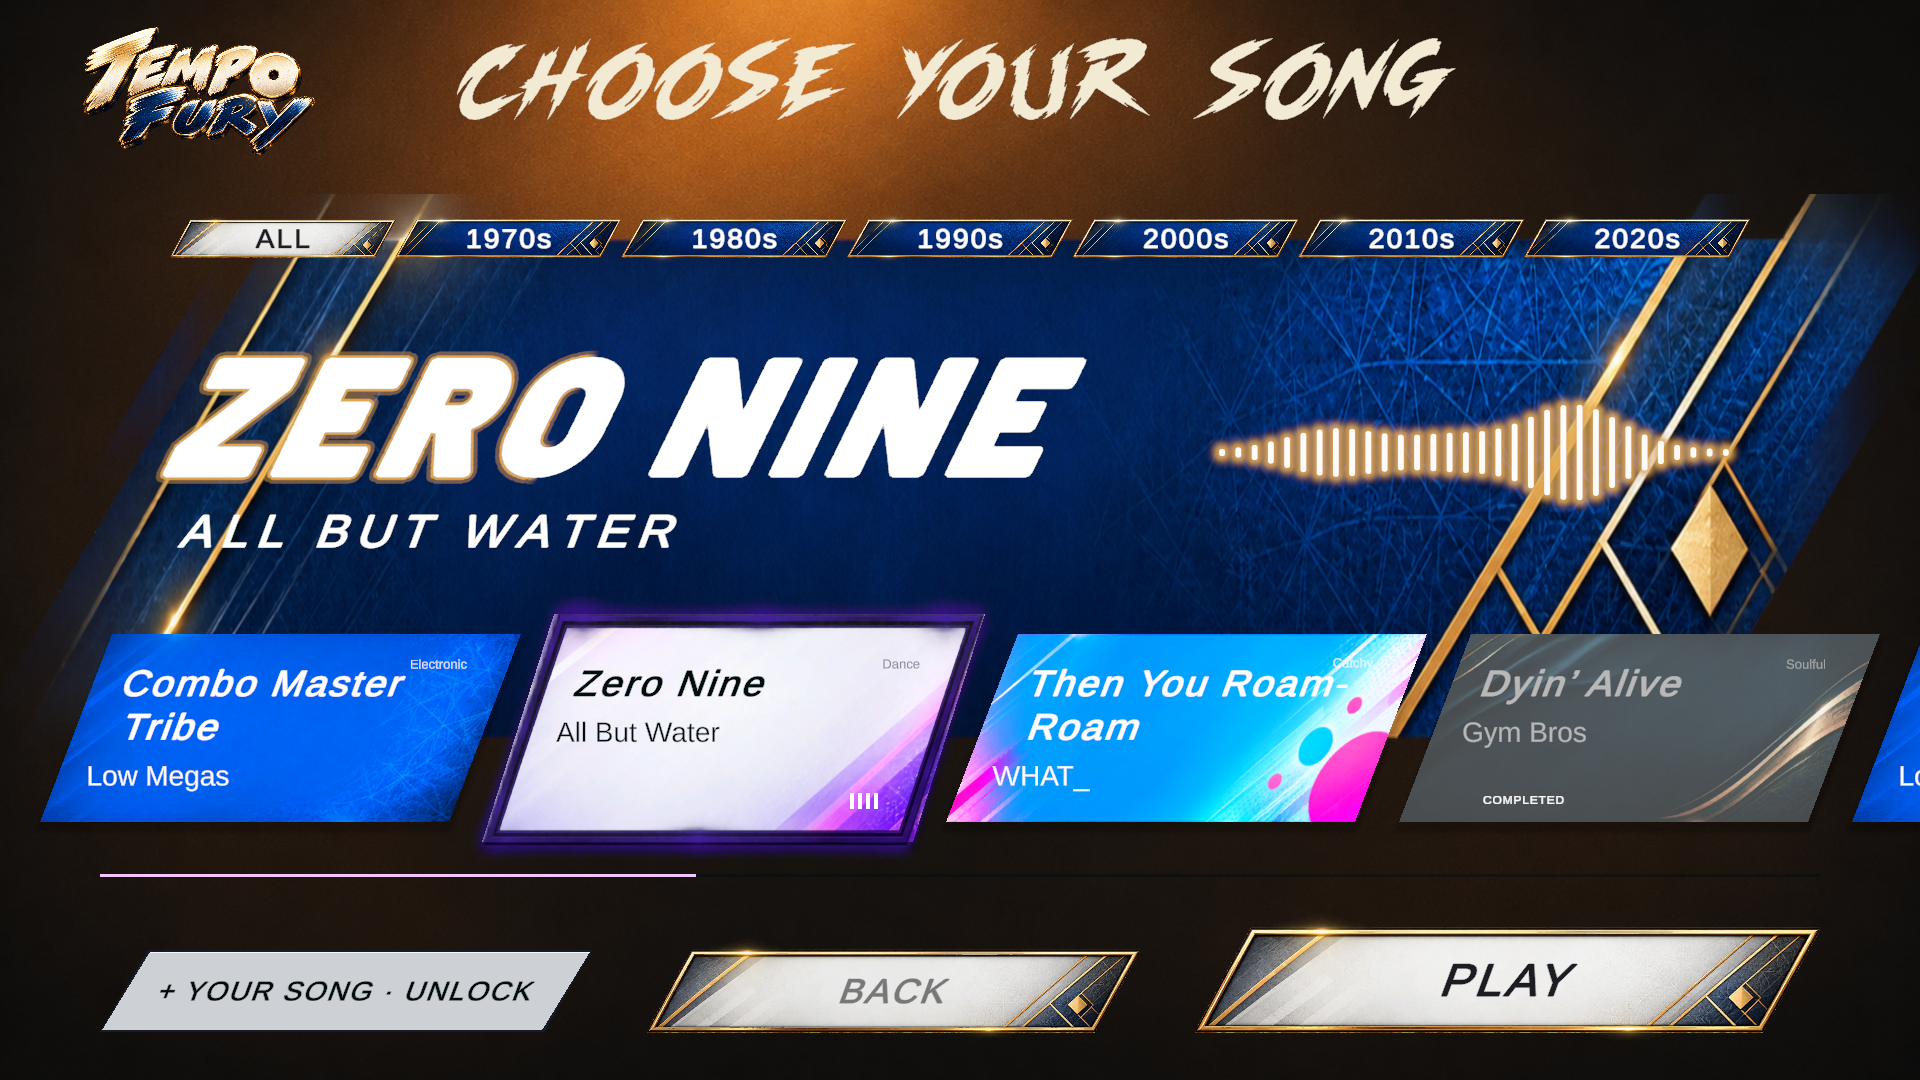 TEMPO
FURY
CHOOSE YOUR SONG
ALL
1970s
1980s
1990s
2000s
2010s
2020s
ZERO NINE
ALL BUT WATER
Combo Master
Tribe
Electronic
Low Megas
Zero Nine
Dance
All But Water
Then You Roam-
Roam
Catchy
WHAT_
Dyin’ Alive
Soulful
Gym Bros
COMPLETED
Lo
+ YOUR SONG · UNLOCK
BACK
PLAY